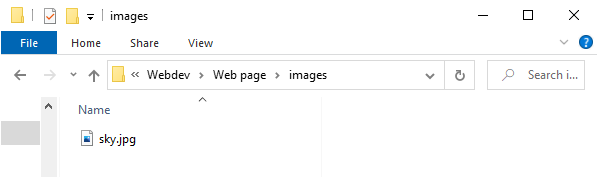 images
File Home Share View
Webdev Web page images Search i...
Name
sky.jpg